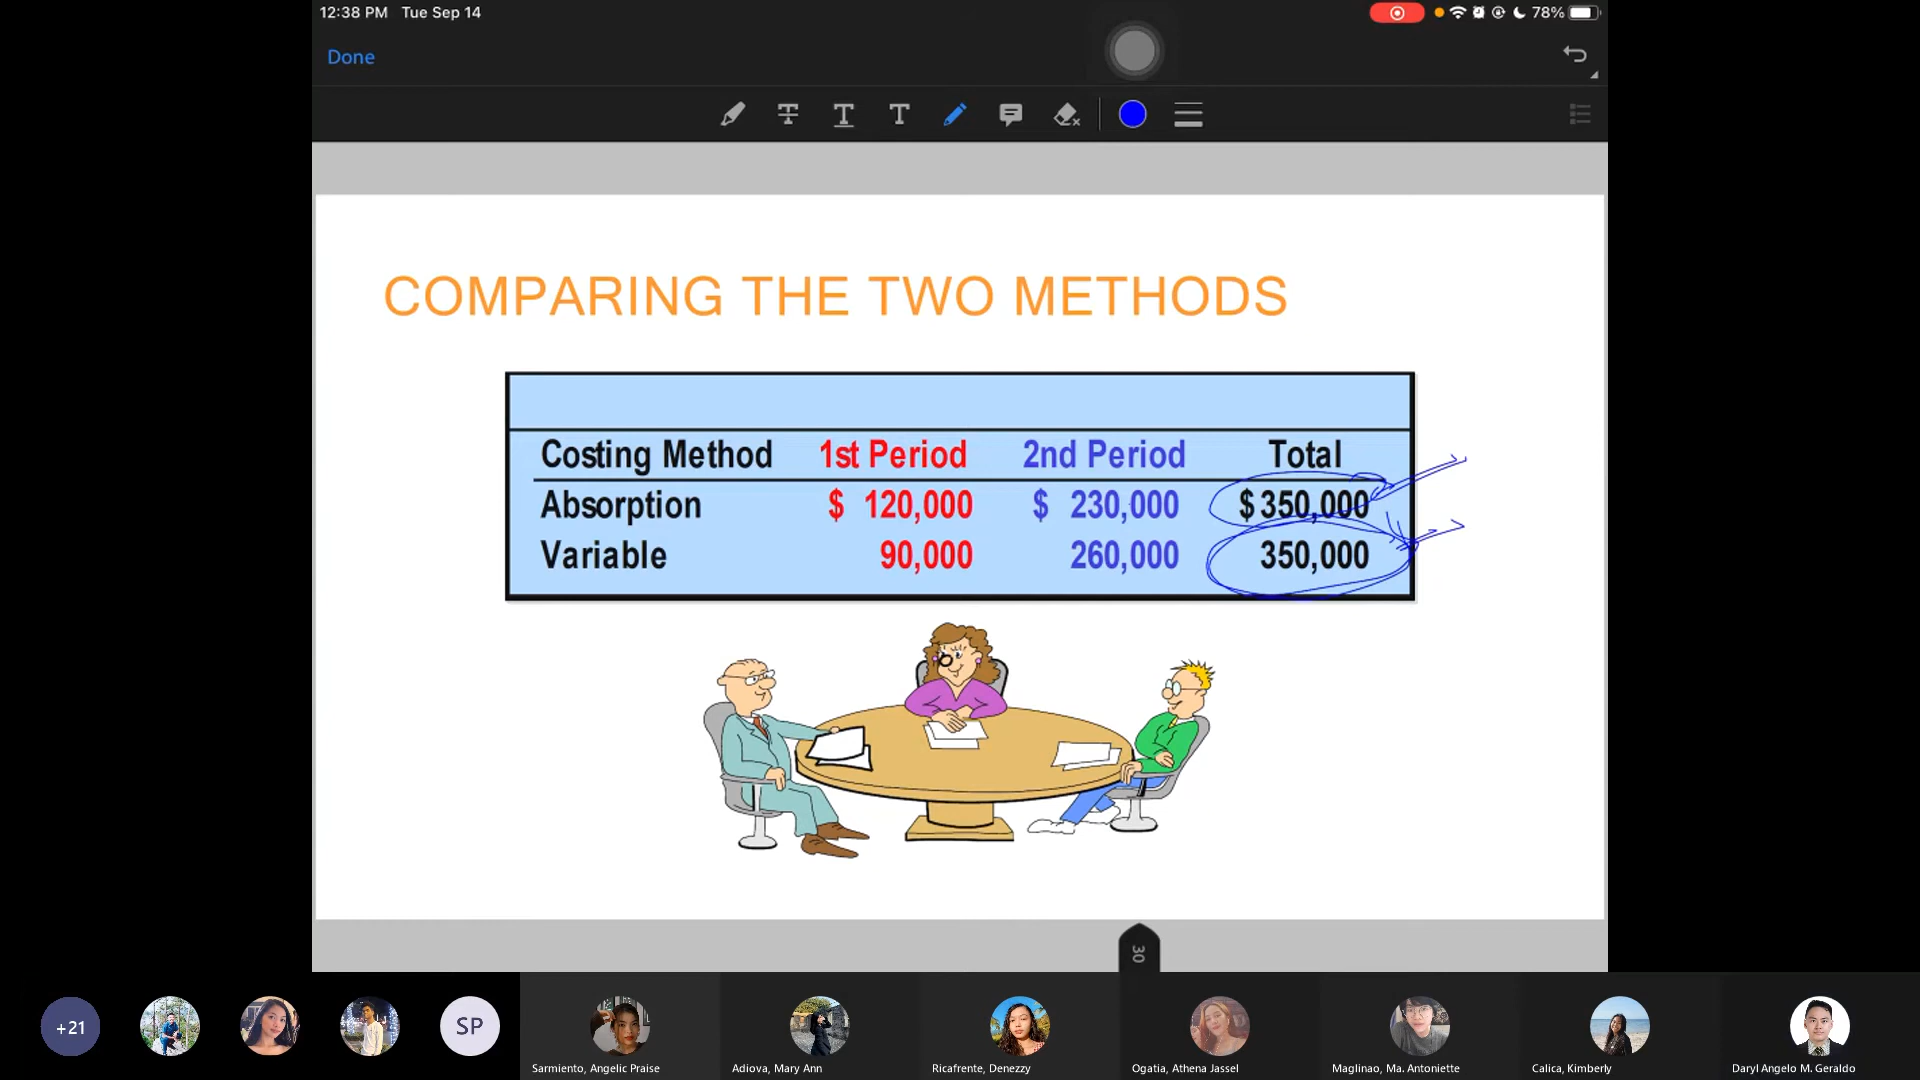 12:38 PM Tue Sep 14
78%
Done
T T T
COMPARING THE TWO METHODS
Costing Method 1st Period 2nd Period Total
Absorption $ 120,000 $ 230,000 $350,000
Variable 90,000 260,000 350,000
30
+21
SP
Sarmiento, Angelic Praise
Adiova, Mary Ann
Ricafrente, Denezzy
Ogatia, Athena Jassel
Maglinao, Ma. Antoniette
Calica, Kimberly
Daryl Angelo M. Geraldo